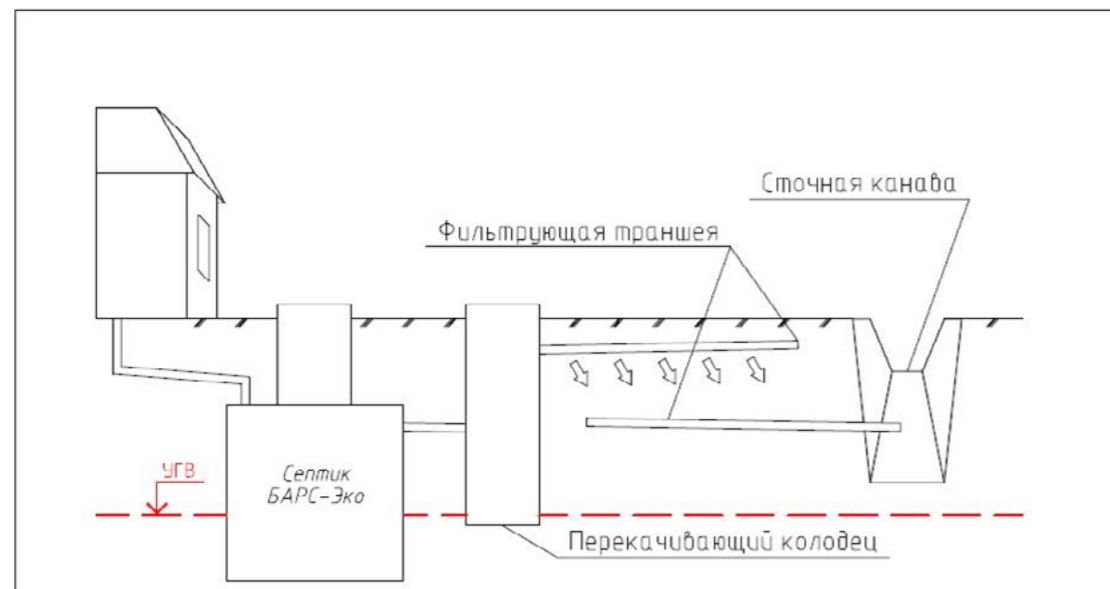 Сточная канава
Фильтрующая траншея
УГВ
Септик
БАРС-Эко
Перекачивающий колодец